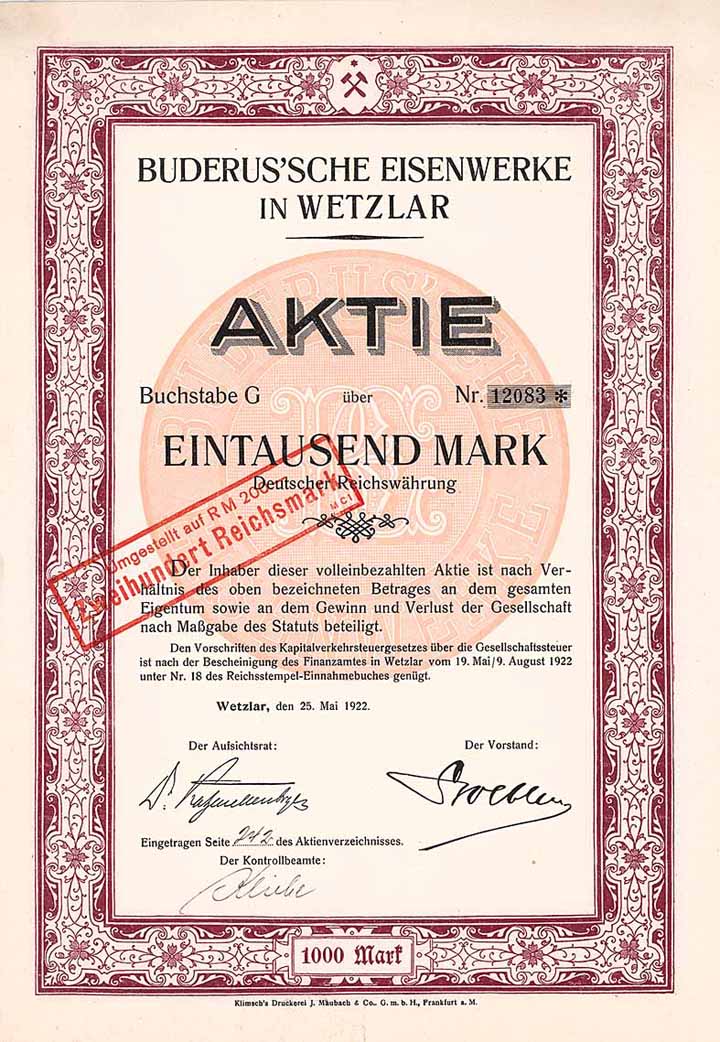 BUDERUS'SCHE EISENWERKE
IN WETZLAR
AKTIE
Buchstabe G über Nr. 12083 *
EINTAUSEND MARK
Deutscher Reichswährung
Umgestellt auf RM 200
Zweihundert Reichsmark
MCI
Der Inhaber dieser volleinbezahlten Aktie ist nach Ver-
hältnis des oben bezeichneten Betrages an dem gesamten
Eigentum sowie an dem Gewinn und Verlust der Gesellschaft
nach Maßgabe des Statuts beteiligt.
Den Vorschriften des Kapitalverkehrsteuergesetzes über die Gesellschaftssteuer
ist nach der Bescheinigung des Finanzamtes in Wetzlar vom 19. Mai/9. August 1922
unter Nr. 18 des Reichsstempel-Einnahmebuches genügt.
Wetzlar, den 25. Mai 1922.
Der Aufsichtsrat: Der Vorstand:
Dr.
Eingetragen Seite 242 des Aktienverzeichnisses.
Der Kontrollbeamte:
1000 Mark
Klimsch's Druckerei J. Maubach & Co., G. m. b. H., Frankfurt a. M.